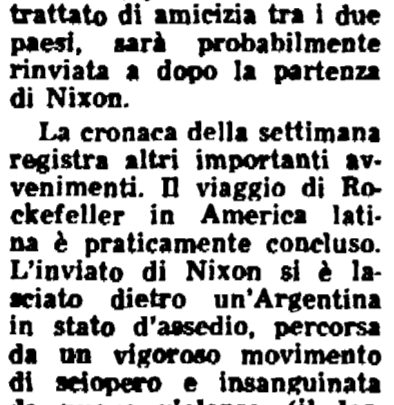 trattato di amicizia tra i due
paesi, sarà probabilmente
rinviata a dopo la partenza
di Nixon.
La cronaca della settimana
registra altri importanti av-
venimenti. Il viaggio di Ro-
ckefeller in America lati-
na è praticamente concluso.
L'inviato di Nixon si è la-
sciato dietro un'Argentina
in stato d'assedio, percorsa
da un vigoroso movimento
di sciopero e insanguinata